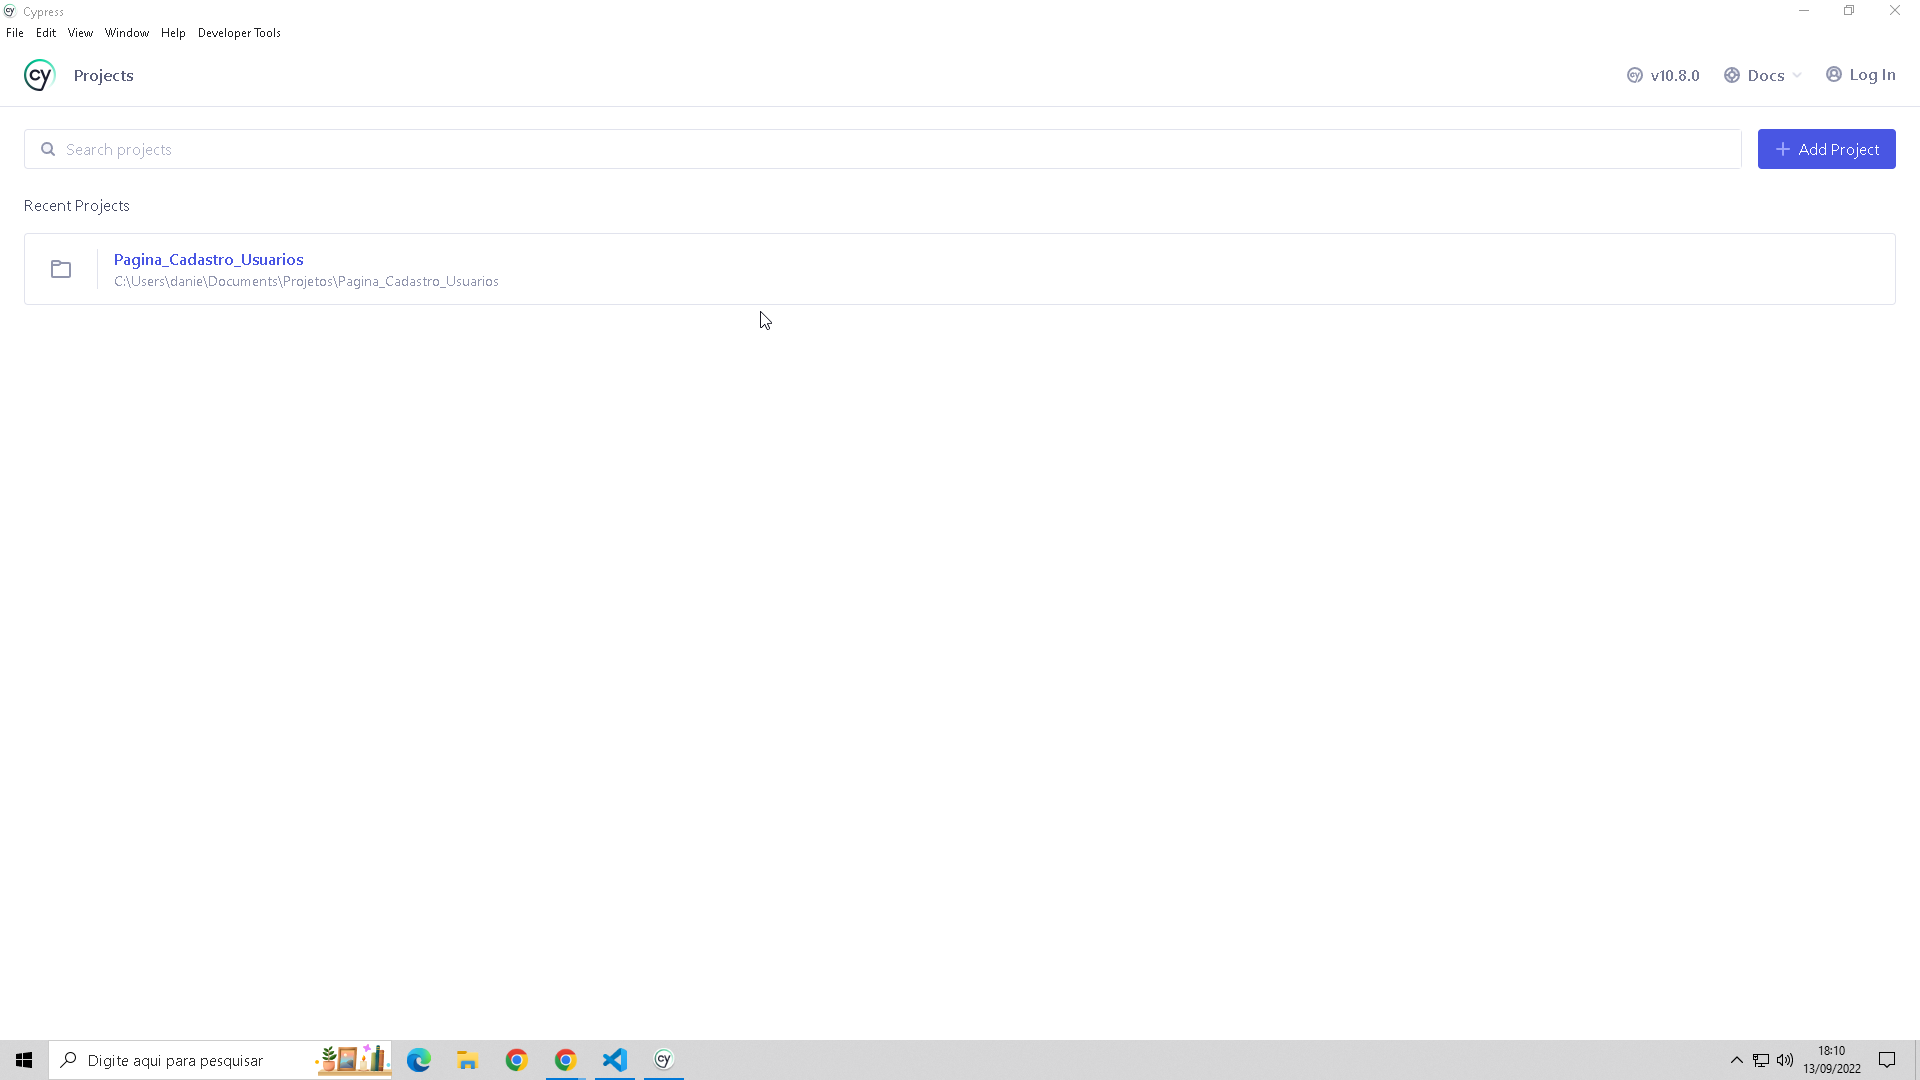 Cypress
File Edit View Window Help Developer Tools
cy Projects
v10.8.0 Docs Log In
Search projects
Add Project
Recent Projects
Pagina_Cadastro_Usuarios
C:\Users\danie\Documents\Projetos\Pagina_Cadastro_Usuarios
Digite aqui para pesquisar
cy
18:10
13/09/2022